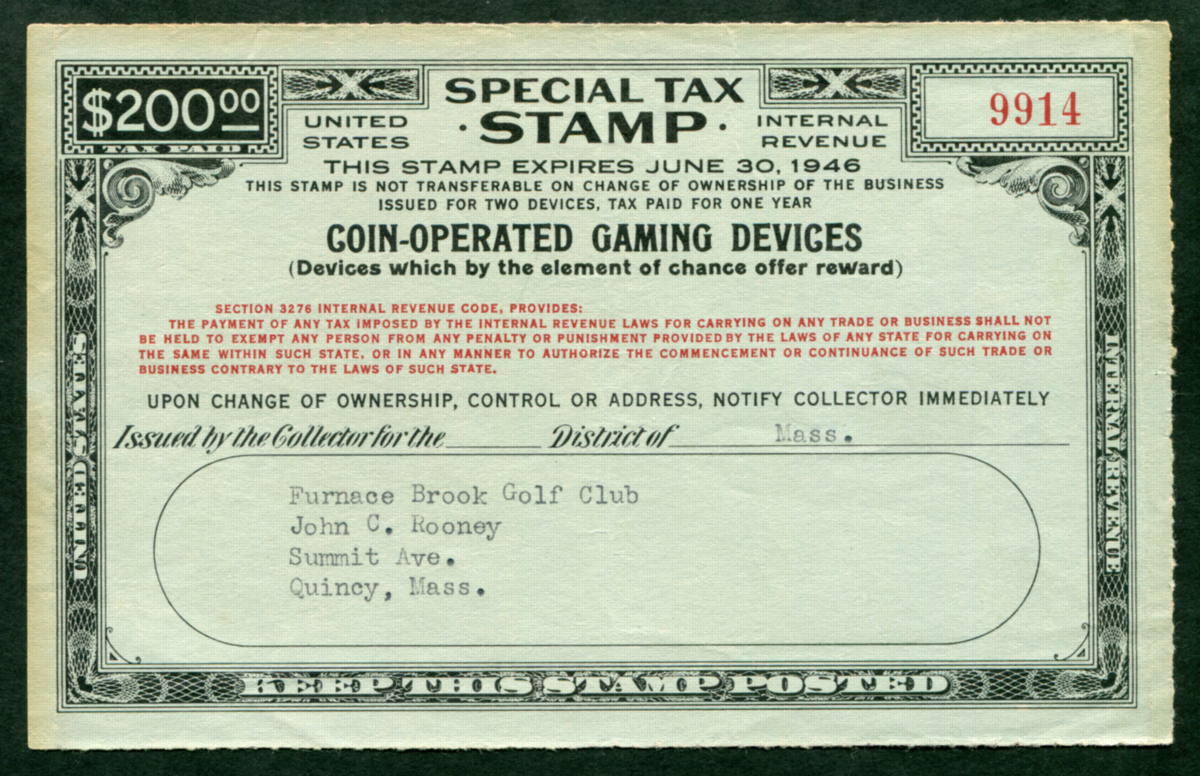 $200.00
TAX PAID
UNITED STATES
SPECIAL TAX
· STAMP ·
INTERNAL REVENUE
9914
THIS STAMP EXPIRES JUNE 30, 1946
THIS STAMP IS NOT TRANSFERABLE ON CHANGE OF OWNERSHIP OF THE BUSINESS
ISSUED FOR TWO DEVICES, TAX PAID FOR ONE YEAR
COIN-OPERATED GAMING DEVICES
(Devices which by the element of chance offer reward)
SECTION 3276 INTERNAL REVENUE CODE, PROVIDES:
THE PAYMENT OF ANY TAX IMPOSED BY THE INTERNAL REVENUE LAWS FOR CARRYING ON ANY TRADE OR BUSINESS SHALL NOT
BE HELD TO EXEMPT ANY PERSON FROM ANY PENALTY OR PUNISHMENT PROVIDED BY THE LAWS OF ANY STATE FOR CARRYING ON
THE SAME WITHIN SUCH STATE, OR IN ANY MANNER TO AUTHORIZE THE COMMENCEMENT OR CONTINUANCE OF SUCH TRADE OR
BUSINESS CONTRARY TO THE LAWS OF SUCH STATE.
UPON CHANGE OF OWNERSHIP, CONTROL OR ADDRESS, NOTIFY COLLECTOR IMMEDIATELY
Issued by the Collector for the District of Mass.
Furnace Brook Golf Club
John C. Rooney
Summit Ave.
Quincy, Mass.
UNITED STATES
INTERNAL REVENUE
KEEP THIS STAMP POSTED